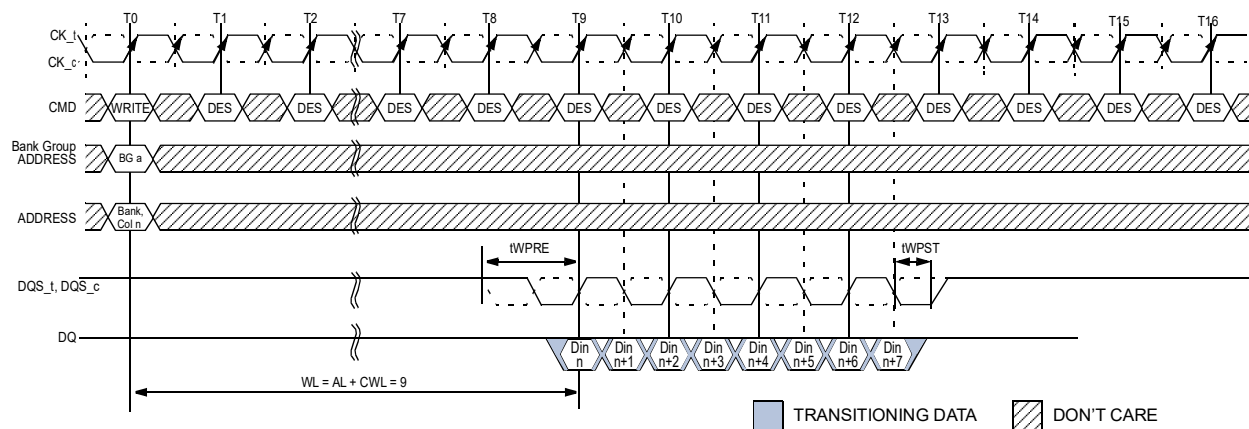 T0 T1 T2 T7 T8 T9 T10 T11 T12 T13 T14 T15 T16
CK_t
CK_c
CMD WRITE DES DES DES DES DES DES DES DES DES DES DES DES
Bank Group
ADDRESS BG a
ADDRESS Bank,
Col n
tWPRE tWPST
DQS_t, DQS_c
DQ Din n Din n+1 Din n+2 Din n+3 Din n+4 Din n+5 Din n+6 Din n+7
WL = AL + CWL = 9
TRANSITIONING DATA DON'T CARE